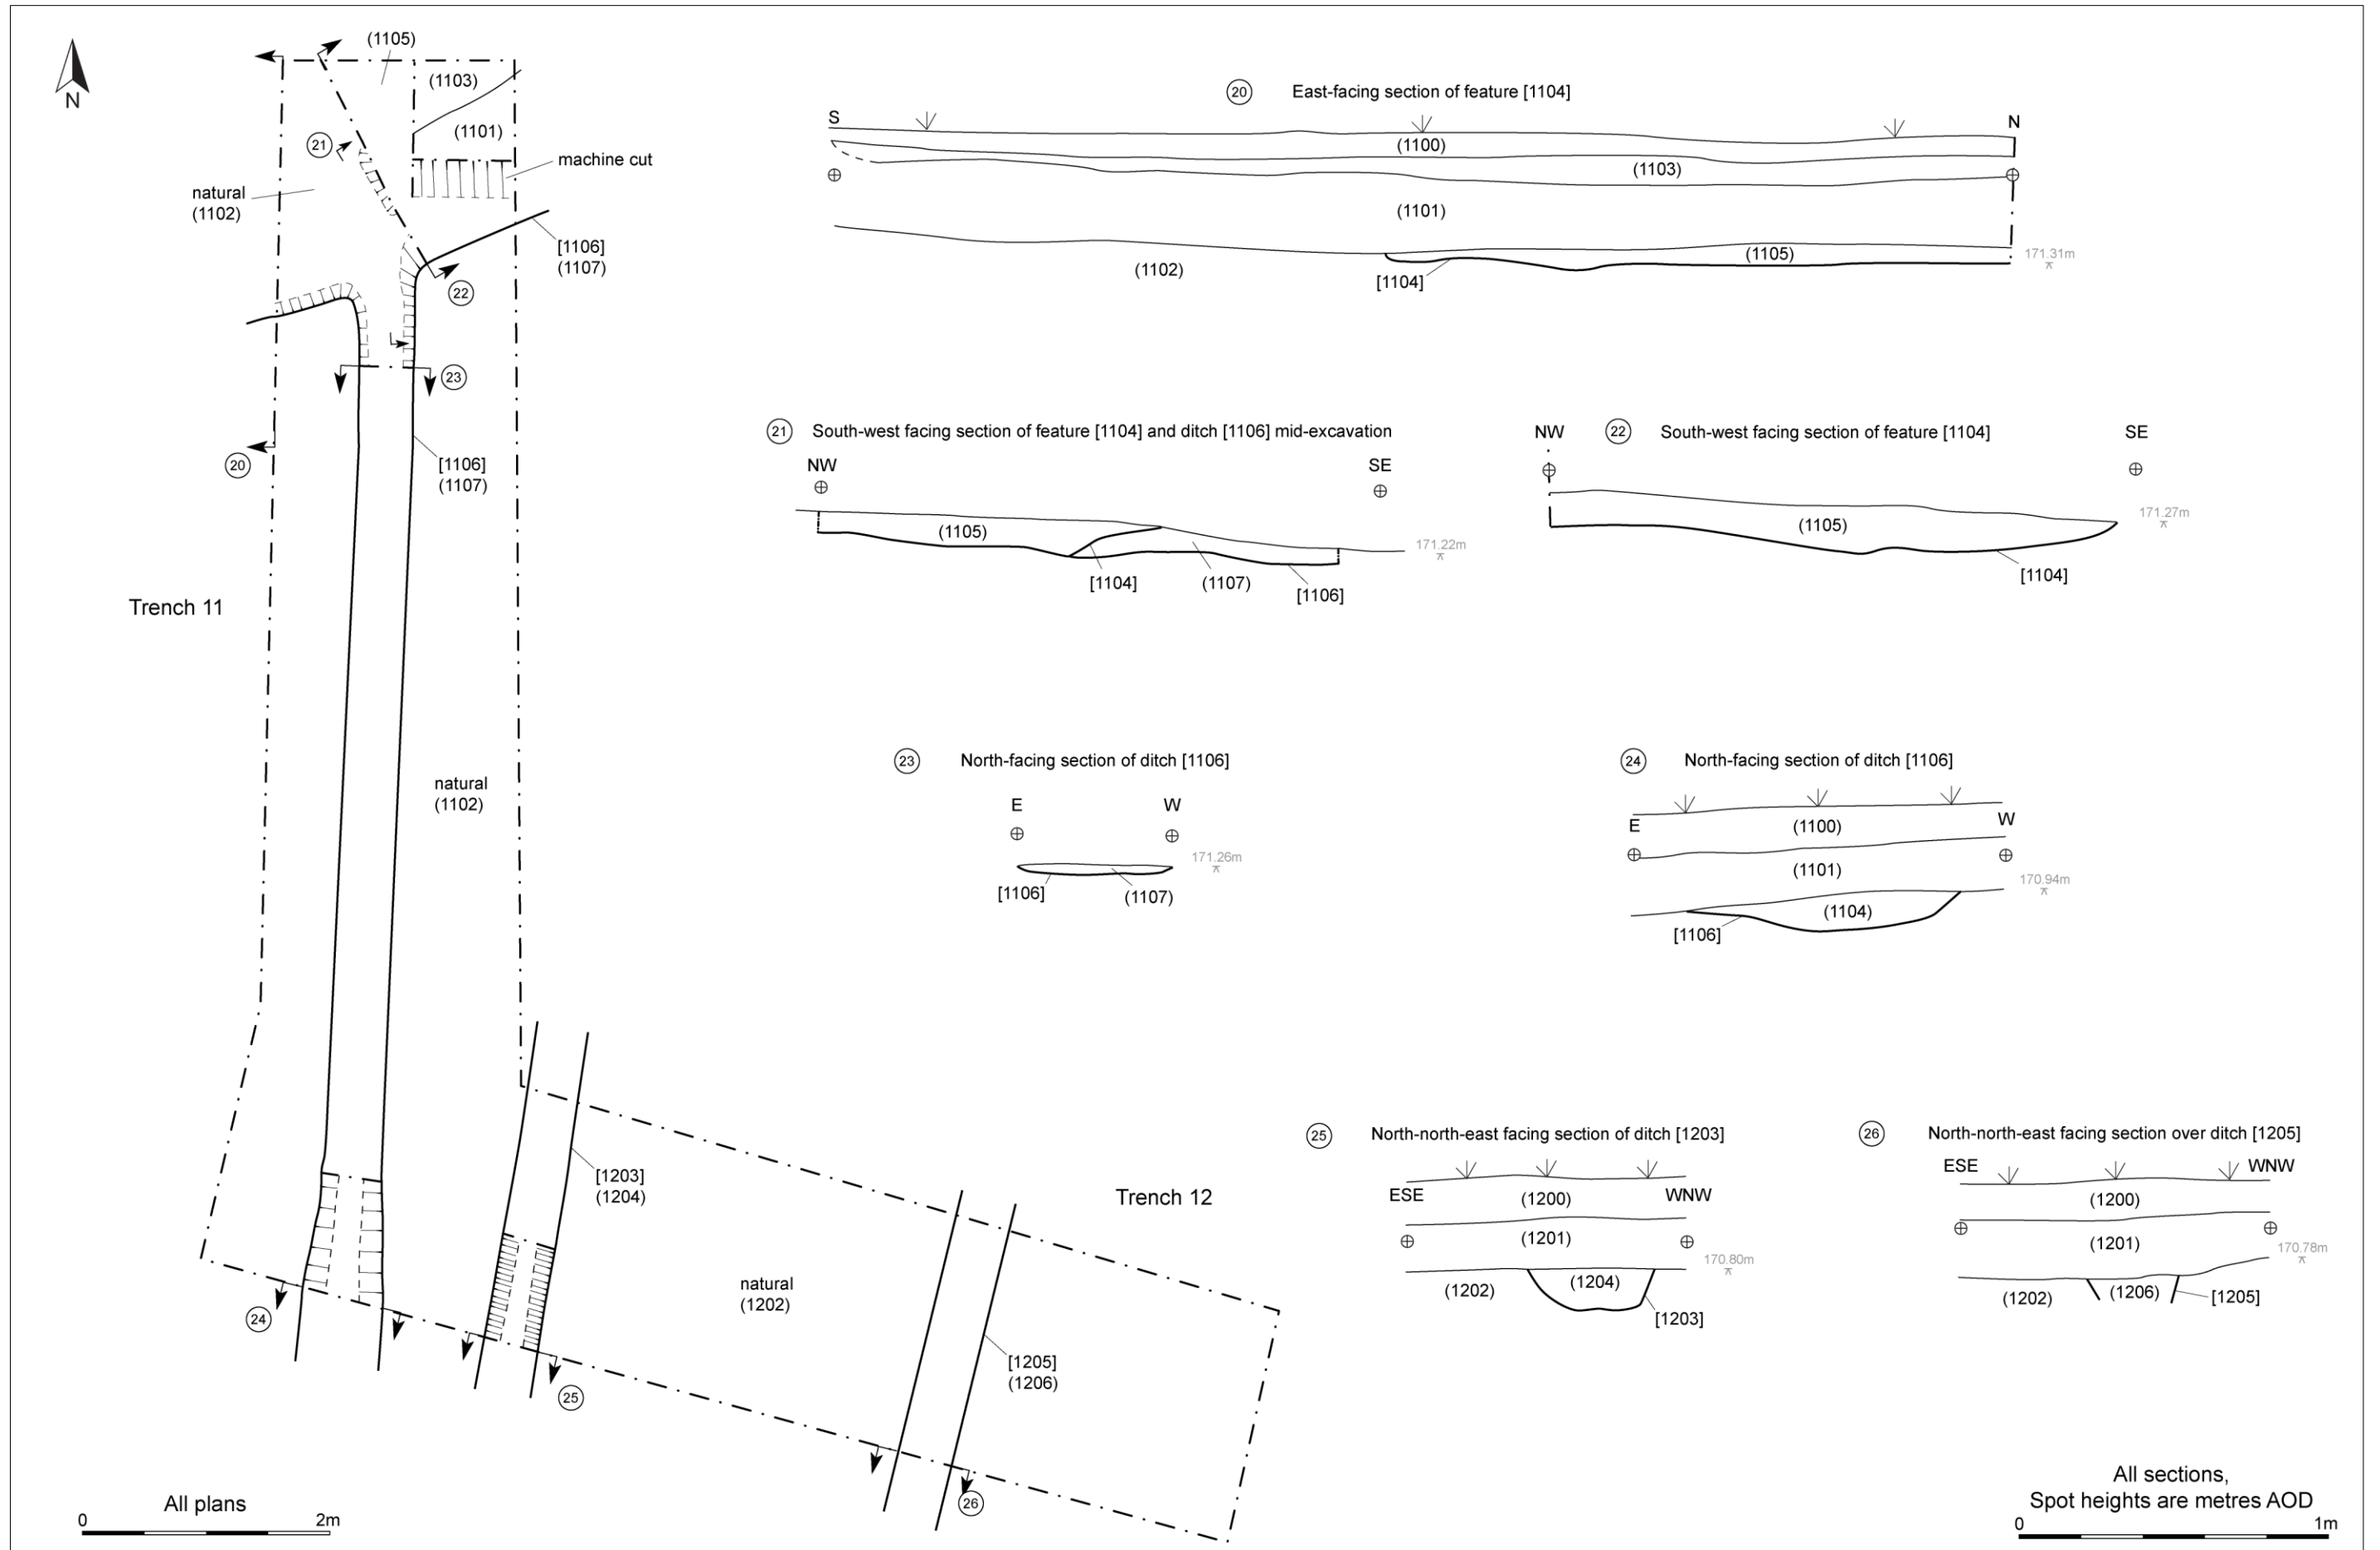 N
(1105)
(1103)
(1101)
machine cut
21
natural
(1102)
[1106]
(1107)
22
23
20
[1106]
(1107)
Trench 11
natural
(1102)
[1203]
(1204)
Trench 12
natural
(1202)
[1205]
(1206)
24
25
26
All plans
0
2m
20 East-facing section of feature [1104]
S
N
(1100)
(1103)
(1101)
(1105)
(1102)
[1104]
171.31m
21 South-west facing section of feature [1104] and ditch [1106] mid-excavation
NW
SE
(1105)
171.22m
[1104]
(1107)
[1106]
22 South-west facing section of feature [1104]
NW
SE
171.27m
(1105)
[1104]
23 North-facing section of ditch [1106]
E
W
171.26m
[1106]
(1107)
24 North-facing section of ditch [1106]
E
W
(1100)
(1101)
170.94m
(1104)
[1106]
25 North-north-east facing section of ditch [1203]
ESE
WNW
(1200)
(1201)
170.80m
(1202)
(1204)
[1203]
26 North-north-east facing section over ditch [1205]
ESE
WNW
(1200)
(1201)
170.78m
(1202)
(1206)
[1205]
All sections,
Spot heights are metres AOD
0
1m